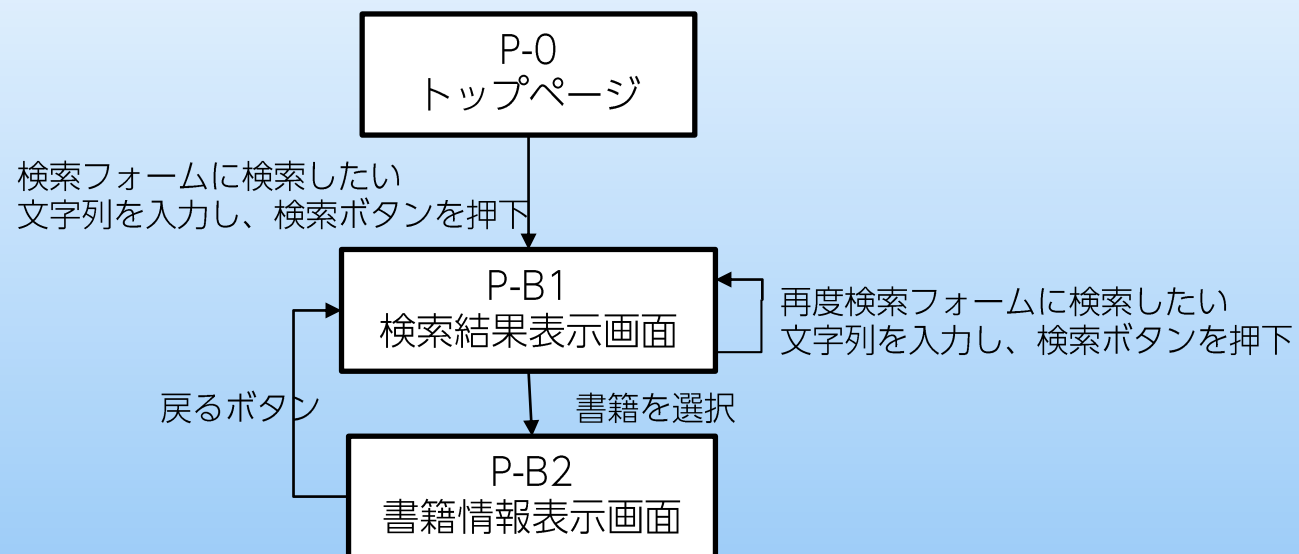 P-0
トップページ
検索フォームに検索したい
文字列を入力し、検索ボタンを押下
P-B1
検索結果表示画面
再度検索フォームに検索したい
文字列を入力し、検索ボタンを押下
戻るボタン
書籍を選択
P-B2
書籍情報表示画面